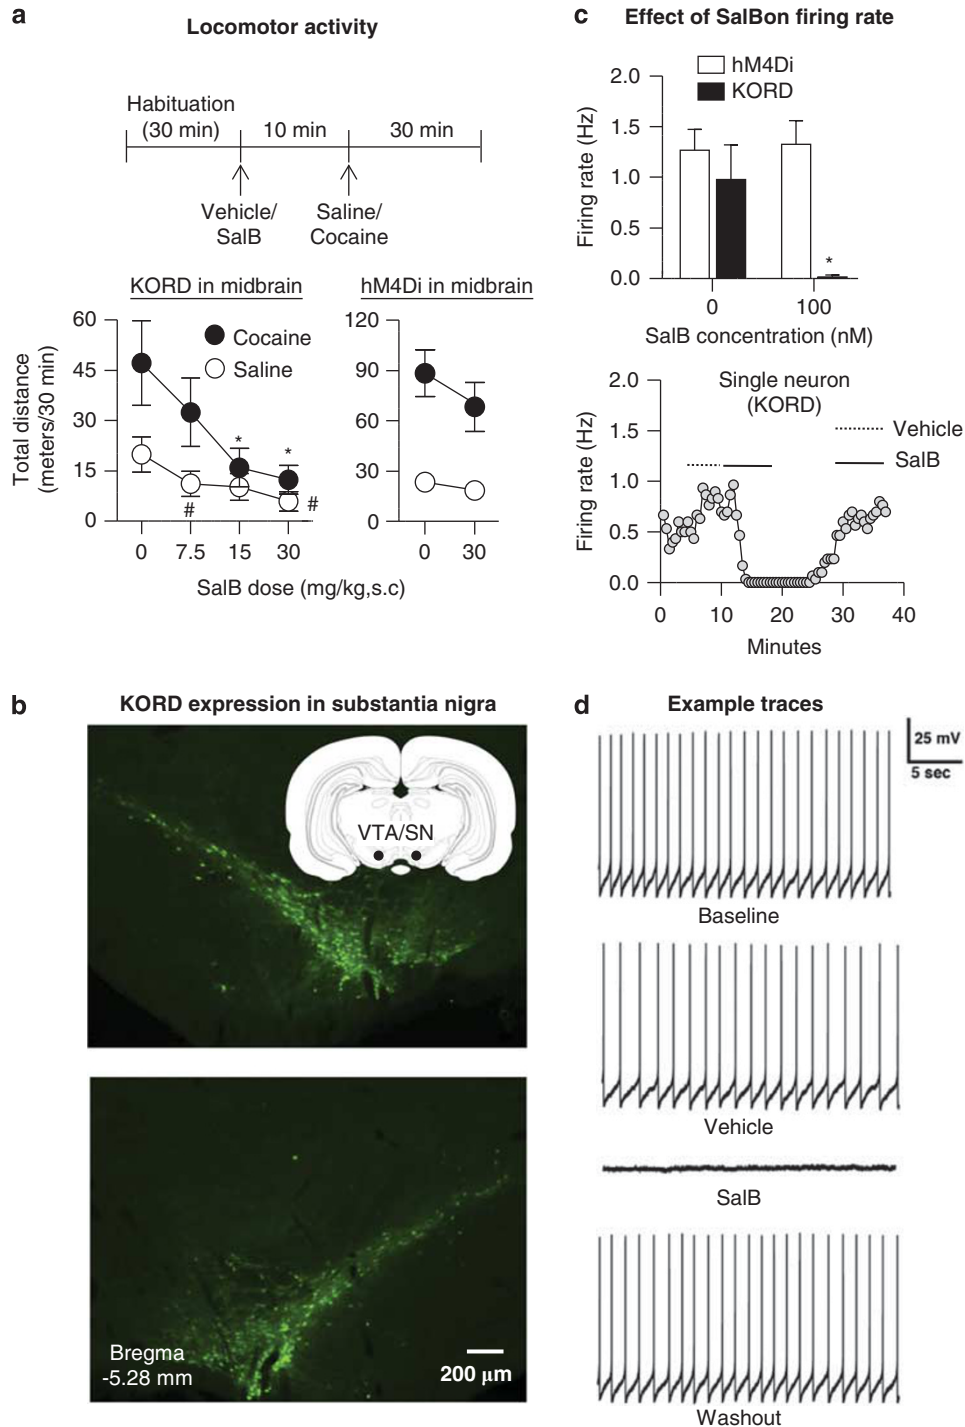 a
Locomotor activity
Habituation
(30 min)
10 min
30 min
Vehicle/
SalB
Saline/
Cocaine
KORD in midbrain
hM4Di in midbrain
Total distance
(meters/30 min)
60
45
30
15
0
Cocaine
Saline
*
*
#
#
0
7.5
15
30
120
90
60
30
0
0
30
SalB dose (mg/kg,s.c)
b
KORD expression in substantia nigra
VTA/SN
Bregma
-5.28 mm
200 μm
c
Effect of SalBon firing rate
hM4Di
KORD
Firing rate (Hz)
2.0
1.5
1.0
0.5
0.0
*
0
100
SalB concentration (nM)
Firing rate (Hz)
2.0
1.5
1.0
0.5
0.0
Single neuron
(KORD)
Vehicle
SalB
0
10
20
30
40
Minutes
d
Example traces
25 mV
5 sec
Baseline
Vehicle
SalB
Washout